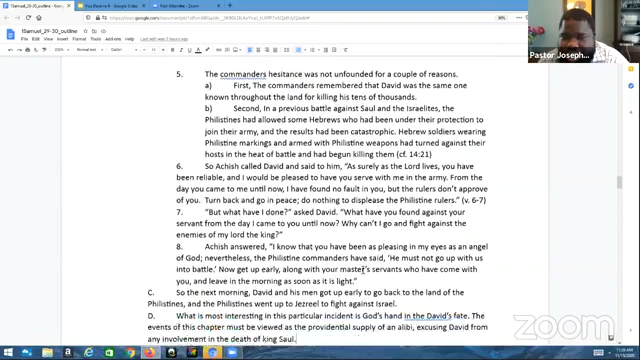 1Samuel_29-30_outline
File Edit View Insert Format Tools
Last edit was
Pastor Joseph
5. The commanders hesitance was not unfounded for a couple of reasons.
a) First, The commanders remembered that David was the same one
known throughout the land for killing his tens of thousands.
b) Second, In a previous battle against Saul and the Israelites, the
Philistines had allowed some Hebrews who had been under their protection to
join their army, and the results had been catastrophic. Hebrew soldiers wearing
Philistine markings and armed with Philistine weapons had turned against their
hosts in the heat of battle and had begun killing them (cf. 14:21)
6. So Achish called David and said to him, “As surely as the Lord lives, you have
been reliable, and I would be pleased to have you serve with me in the army. From the
day you came to me until now, I have found no fault in you, but the rulers don’t approve
of you. Turn back and go in peace; do nothing to displease the Philistine rulers.” (v. 6-7)
7. “But what have I done?” asked David. “What have you found against your
servant from the day I came to you until now? Why can’t I go and fight against the
enemies of my lord the king?”
8. Achish answered, “I know that you have been as pleasing in my eyes as an angel
of God; nevertheless, the Philistine commanders have said, ‘He must not go up with us
into battle.’ Now get up early, along with your master’s servants who have come with
you, and leave in the morning as soon as it is light.”
C. So the next morning, David and his men got up early to go back to the land of the
Philistines, and the Philistines went up to Jezreel to fight against Israel.
D. What is most interesting in this particular incident is God’s hand in the David’s fate. The
events of this chapter must be viewed as the providential supply of an alibi, excusing David from
any involvement in the death of king Saul.
LIVE
ZOOMROOM